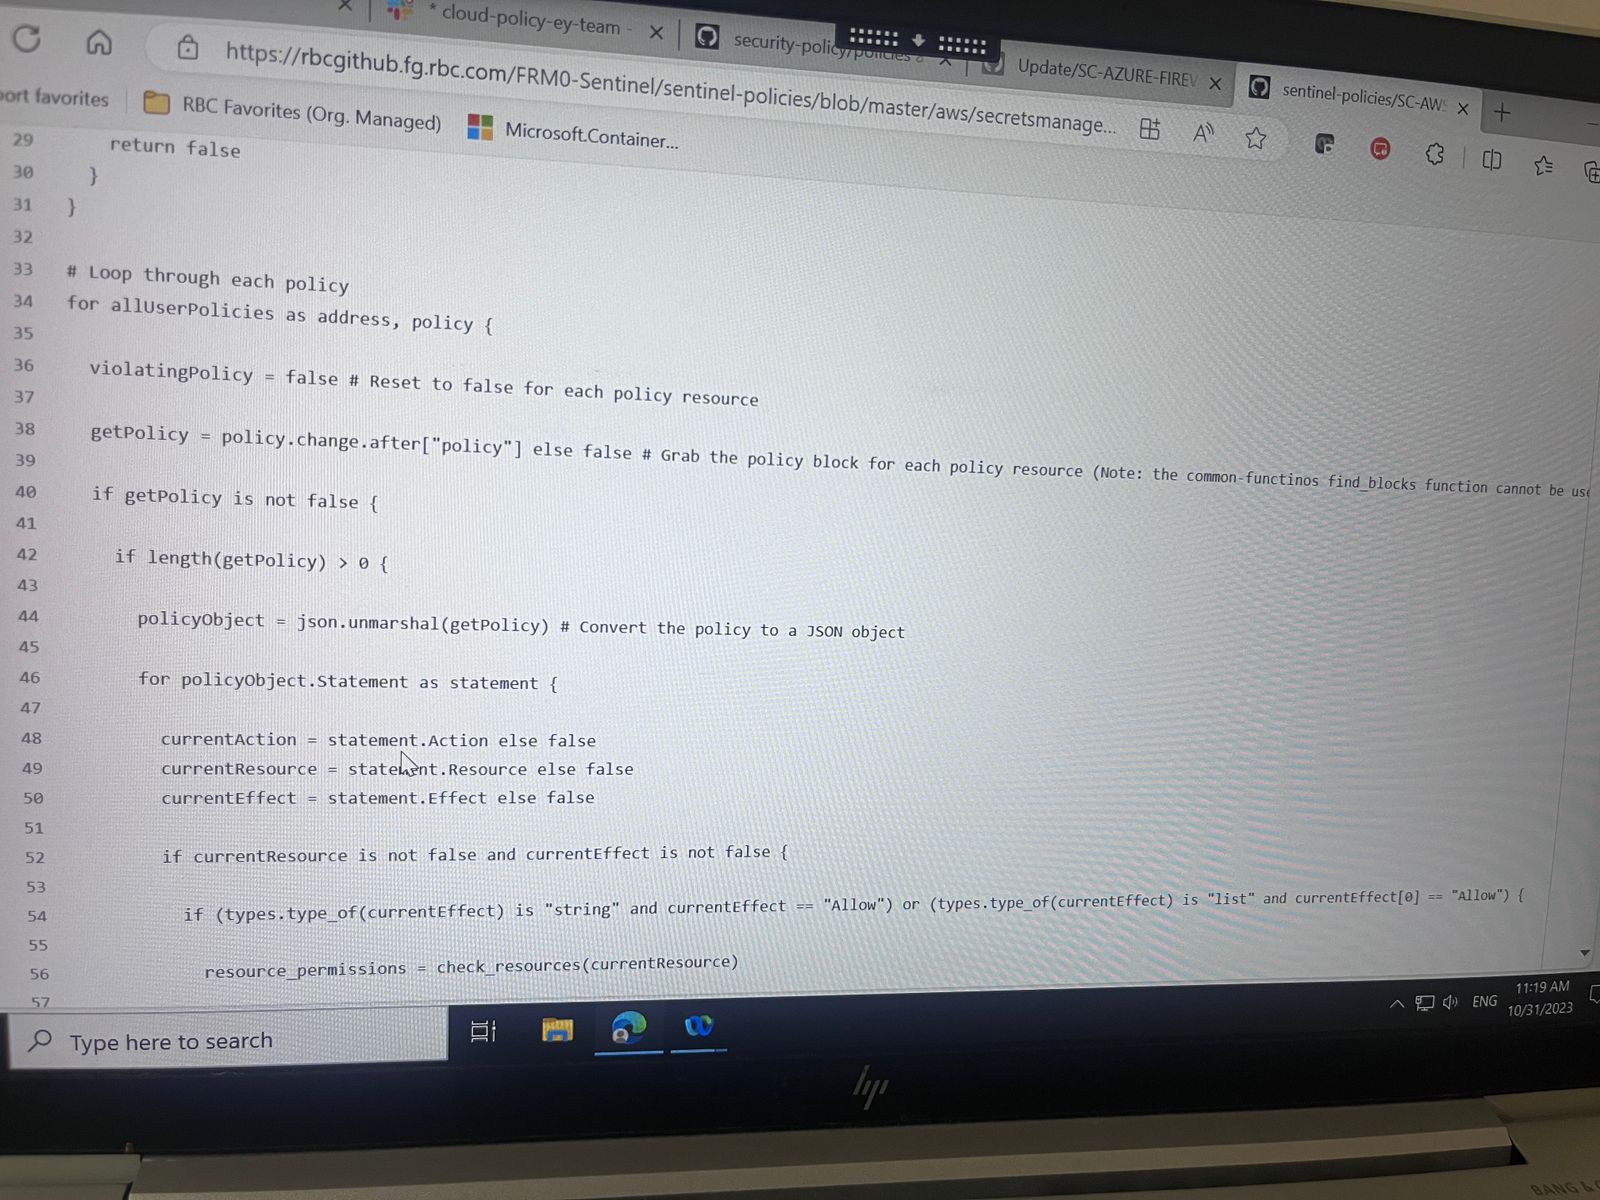 * cloud-policy-ey-team -
security-policy/policies
Update/SC-AZURE-FIREW
sentinel-policies/SC-AWS
https://rbcgithub.fg.rbc.com/FRM0-Sentinel/sentinel-policies/blob/master/aws/secretsmanage...
port favorites
RBC Favorites (Org. Managed)
Microsoft.Container...
29 return false
30 }
31 }
32
33 # Loop through each policy
34 for allUserPolicies as address, policy {
35
36 violatingPolicy = false # Reset to false for each policy resource
37
38 getPolicy = policy.change.after["policy"] else false # Grab the policy block for each policy resource (Note: the common-functinos find_blocks function cannot be use
39
40 if getPolicy is not false {
41
42 if length(getPolicy) > 0 {
43
44 policyObject = json.unmarshal(getPolicy) # Convert the policy to a JSON object
45
46 for policyObject.Statement as statement {
47
48 currentAction = statement.Action else false
49 currentResource = statement.Resource else false
50 currentEffect = statement.Effect else false
51
52 if currentResource is not false and currentEffect is not false {
53
54 if (types.type_of(currentEffect) is "string" and currentEffect == "Allow") or (types.type_of(currentEffect) is "list" and currentEffect[0] == "Allow") {
55
56 resource_permissions = check_resources(currentResource)
57
Type here to search
ENG
11:19 AM
10/31/2023
hp
BANG &